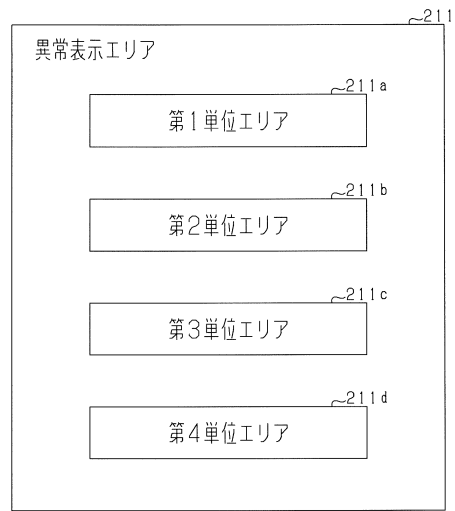 211
異常表示エリア
211a
第1単位エリア
211b
第2単位エリア
211c
第3単位エリア
211d
第4単位エリア